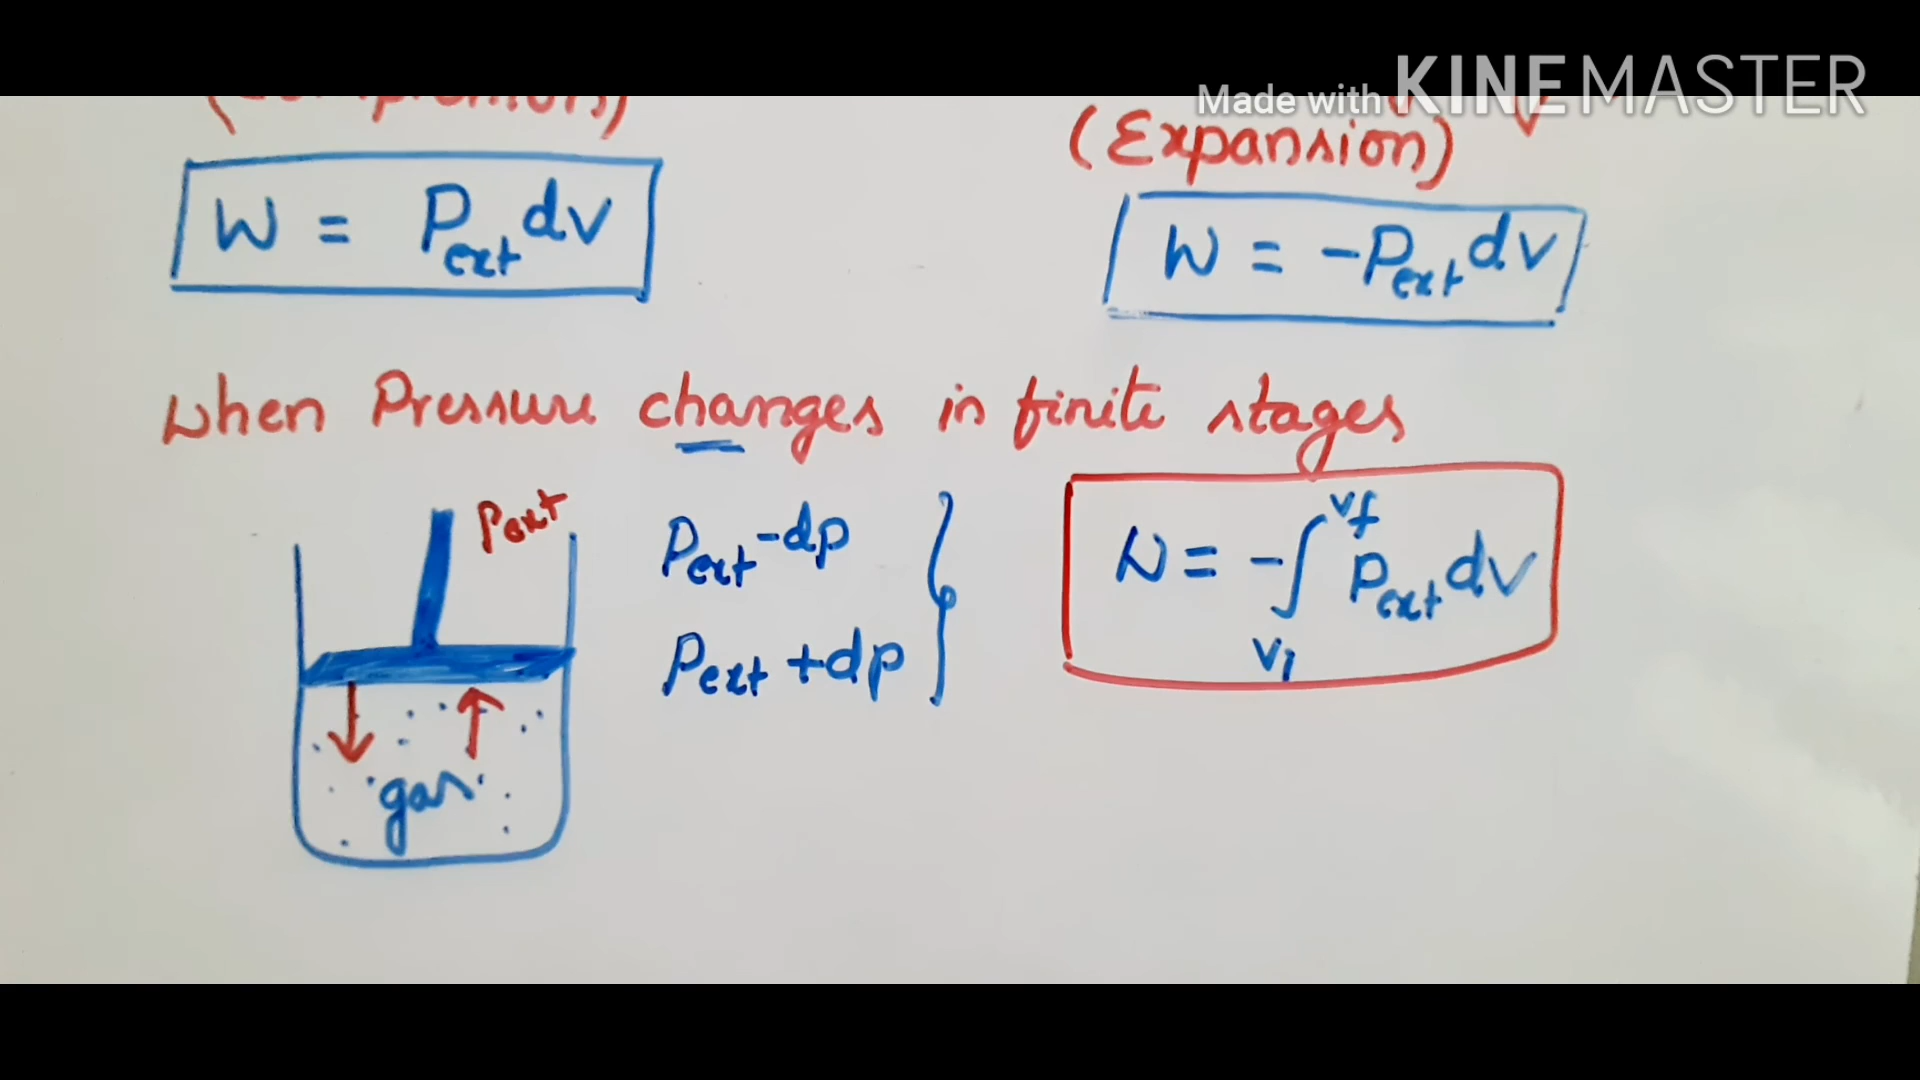 Made with KINEMASTER
(Expansion)
W = Pext dv
W = -Pext dv
When Pressure changes in finite stages
Pext
Pext -dp
Pext +dp
W = -∫ Vf Vi Pext dv
gas